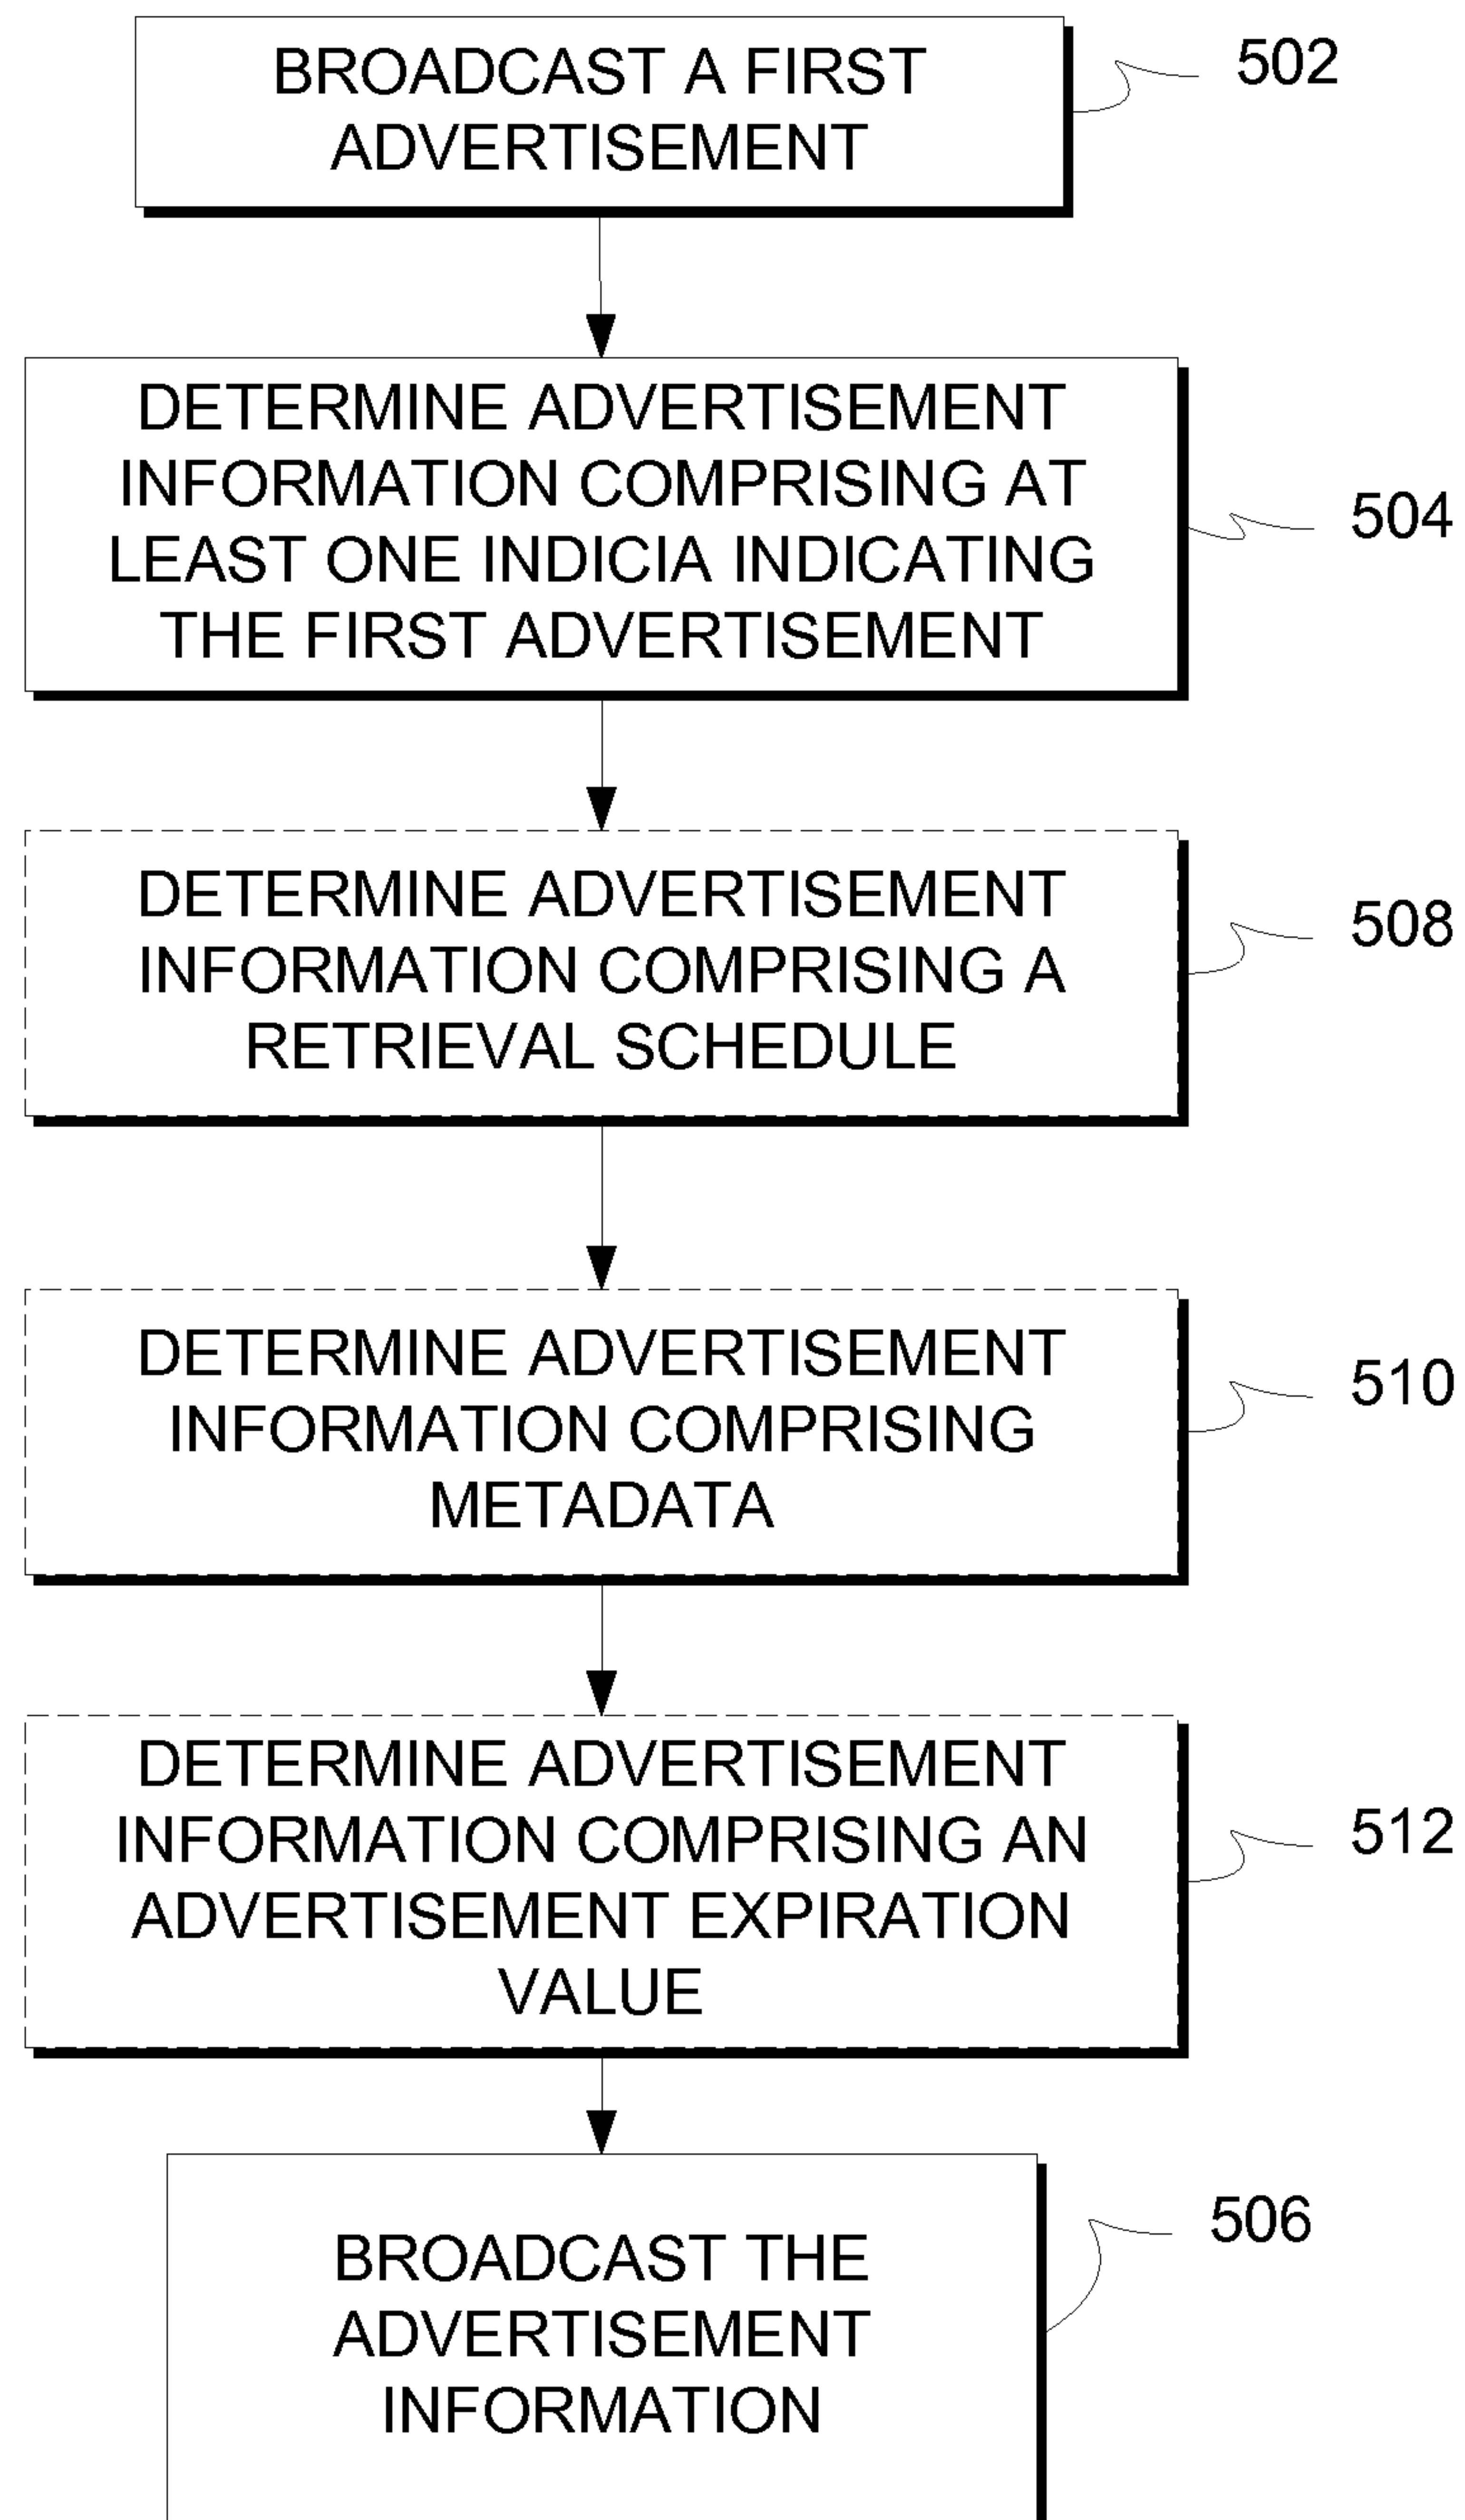 BROADCAST A FIRST
ADVERTISEMENT
502
DETERMINE ADVERTISEMENT
INFORMATION COMPRISING AT
LEAST ONE INDICIA INDICATING
THE FIRST ADVERTISEMENT
504
DETERMINE ADVERTISEMENT
INFORMATION COMPRISING A
RETRIEVAL SCHEDULE
508
DETERMINE ADVERTISEMENT
INFORMATION COMPRISING
METADATA
510
DETERMINE ADVERTISEMENT
INFORMATION COMPRISING AN
ADVERTISEMENT EXPIRATION
VALUE
512
BROADCAST THE
ADVERTISEMENT
INFORMATION
506